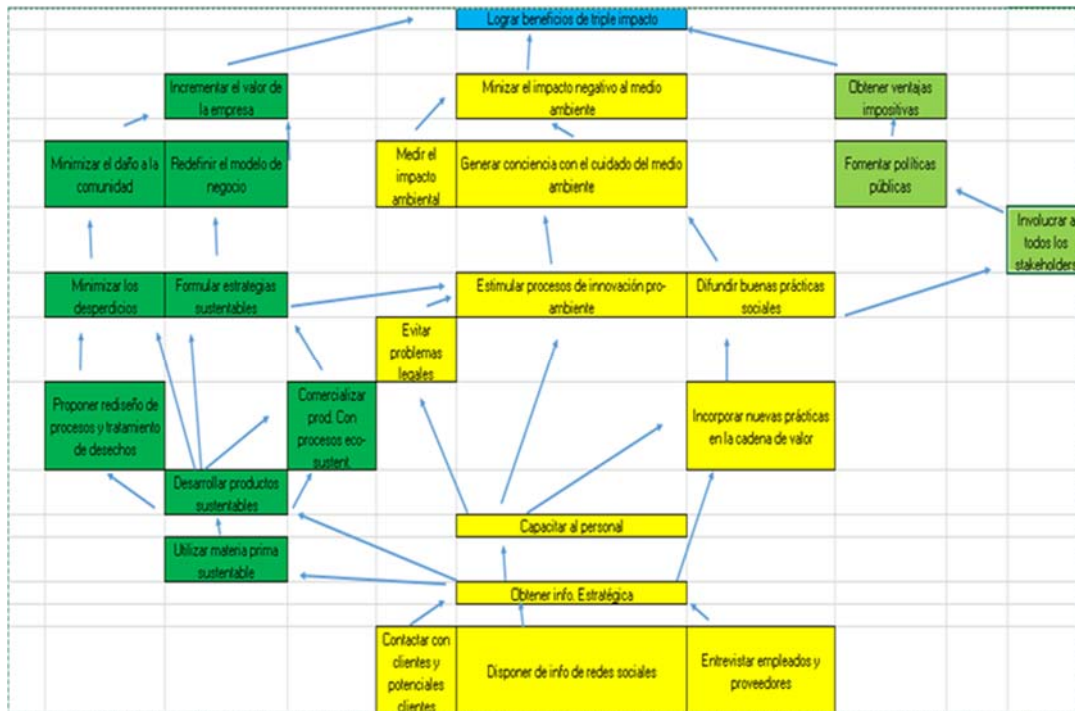 Lograr beneficios de triple impacto
Incrementar el valor de
la empresa
Minizar el impacto negativo al medio
ambiente
Obtener ventajas
impositivas
Minimizar el daño a la
comunidad
Redefinir el modelo de
negocio
Medir el
impacto
ambiental
Generar conciencia con el cuidado del medio
ambiente
Fomentar políticas
públicas
Involucrar a
todos los
stakeholders
Minimizar los
desperdicios
Formular estrategias
sustentables
Estimular procesos de innovación pro-
ambiente
Difundir buenas prácticas
sociales
Evitar
problemas
legales
Proponer rediseño de
procesos y tratamiento
de desechos
Comercializar
prod. Con
procesos eco-
sustent.
Incorporar nuevas prácticas
en la cadena de valor
Desarrollar productos
sustentables
Capacitar al personal
Utilizar materia prima
sustentable
Obtener info. Estratégica
Contactar con
clientes y
potenciales
clientes
Disponer de info de redes sociales
Entrevistar empleados y
proveedores